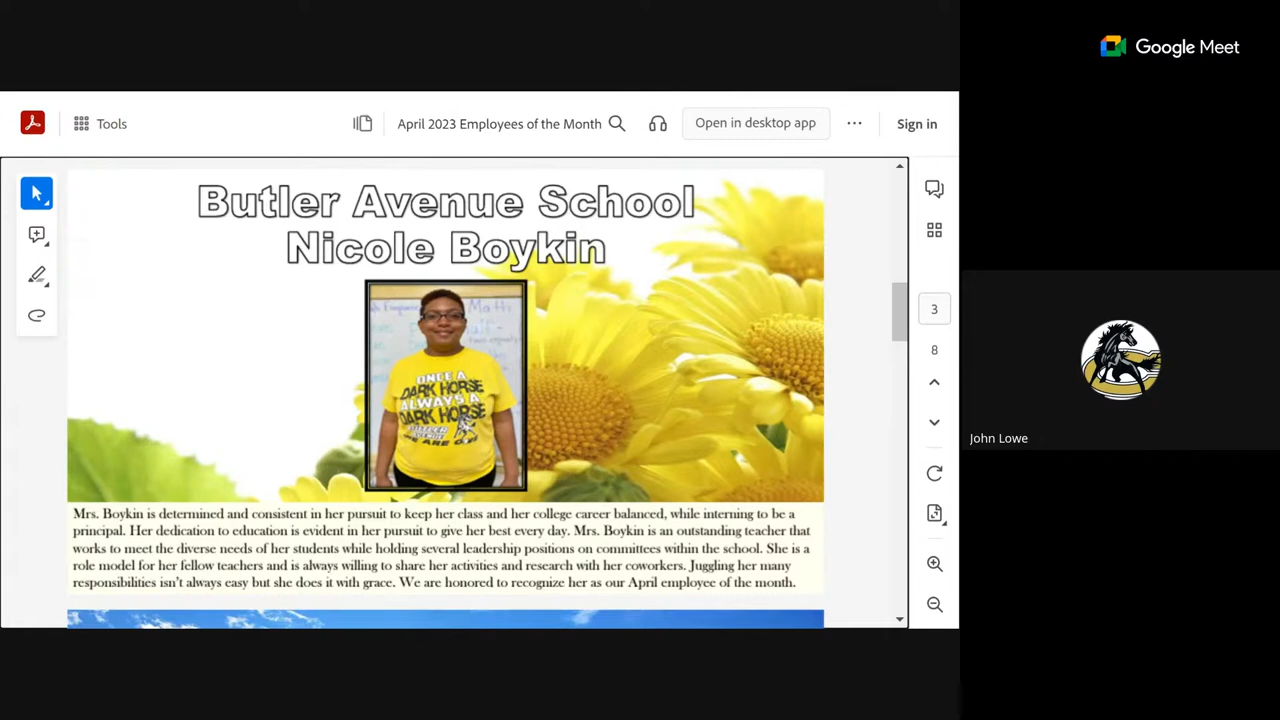 Google Meet
Tools
April 2023 Employees of the Month
Open in desktop app
Sign in
Butler Avenue School
Nicole Boykin
Math
ONCE A
DARK HORSE
ALWAYS A
DARK HORSE
BUTLER
AVENUE
WE ARE ONE
3
8
Mrs. Boykin is determined and consistent in her pursuit to keep her class and her college career balanced, while interning to be a
principal. Her dedication to education is evident in her pursuit to give her best every day. Mrs. Boykin is an outstanding teacher that
works to meet the diverse needs of her students while holding several leadership positions on committees within the school. She is a
role model for her fellow teachers and is always willing to share her activities and research with her coworkers. Juggling her many
responsibilities isn't always easy but she does it with grace. We are honored to recognize her as our April employee of the month.
John Lowe